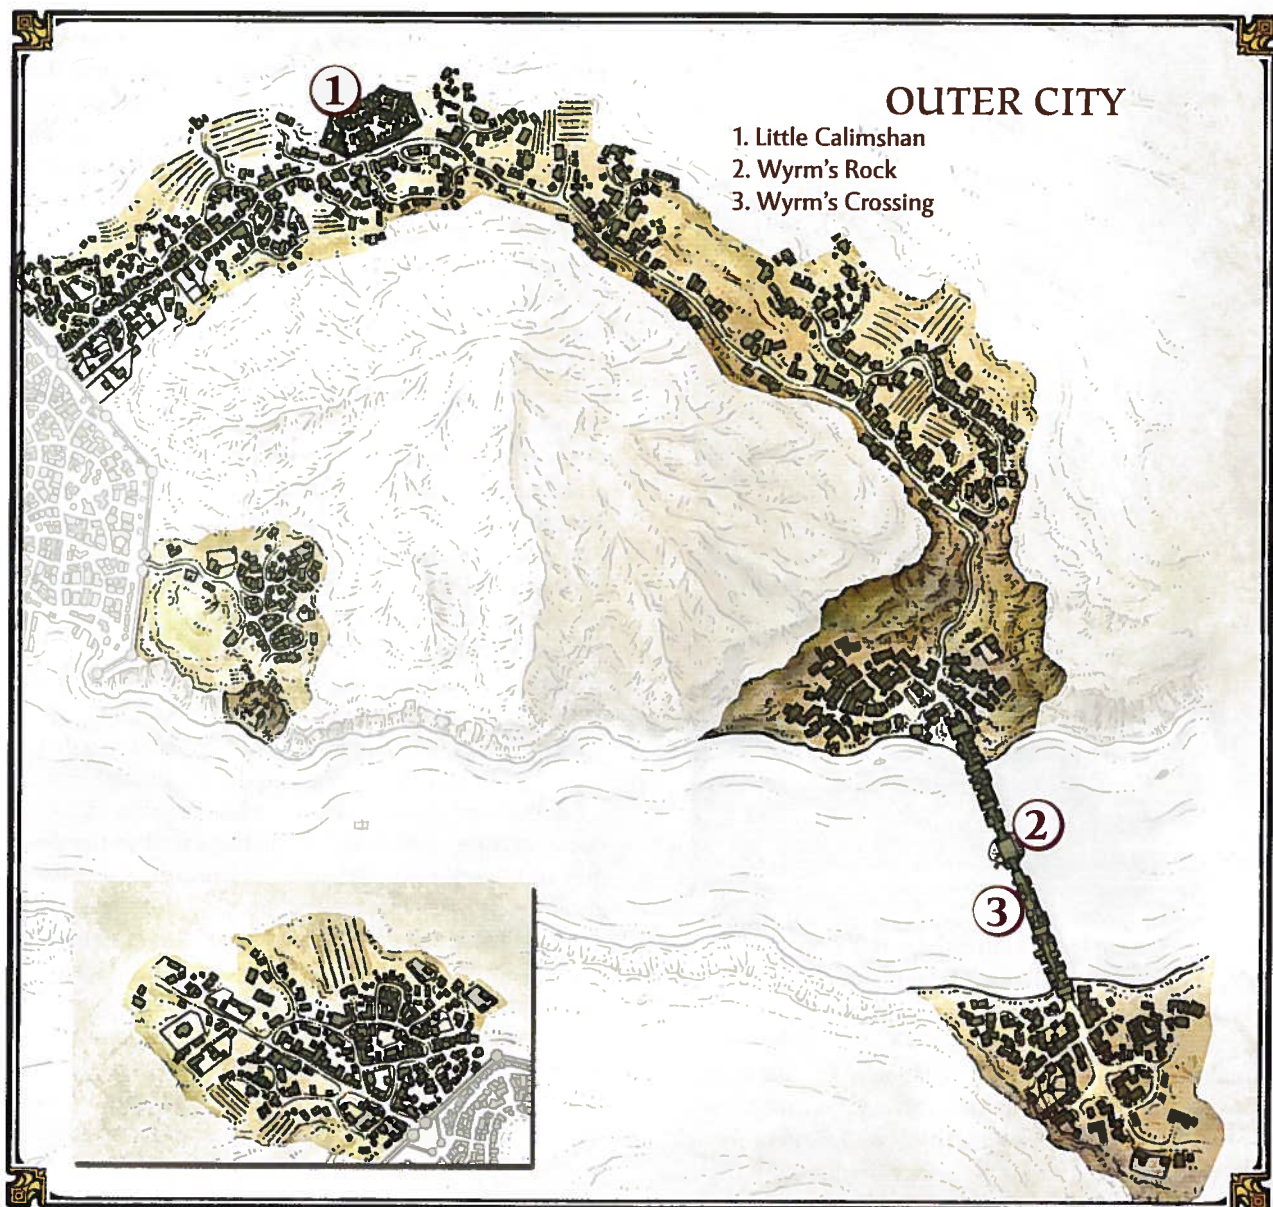 OUTER CITY
1. Little Calimshan
2. Wyrm's Rock
3. Wyrm's Crossing
1
2
3